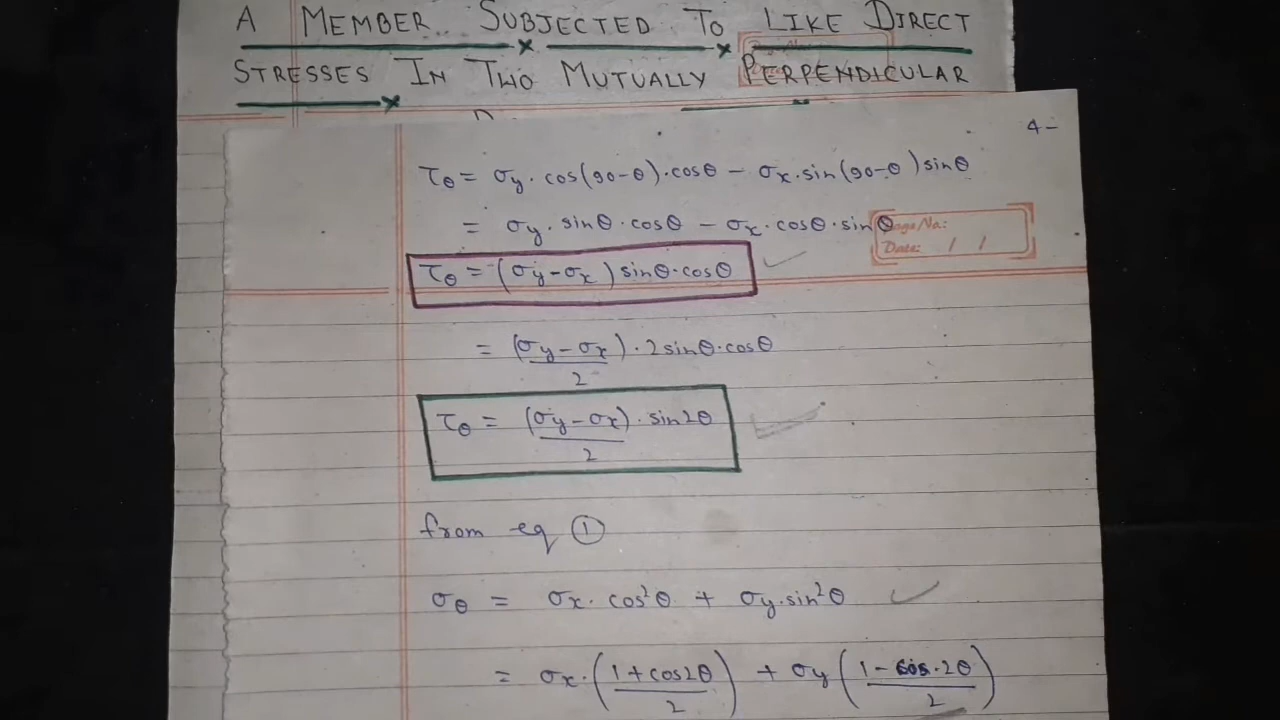 A MEMBER SUBJECTED TO LIKE DIRECT
STRESSES IN TWO MUTUALLY PERPENDICULAR
4-
τθ = σy · cos(90-θ) · cosθ - σx · sin(90-θ) sinθ
= σy · sinθ · cosθ - σx · cosθ · sinθ
Page No:
Date: / /
τθ = (σy-σx) sinθ·cosθ
= (σy-σx)/2 · 2sinθ·cosθ
τθ = (σy-σx)/2 · sin2θ
from eq ①
σθ = σx · cos²θ + σy·sin²θ
= σx · (1+cos2θ/2) + σy (1-cos·2θ/2)